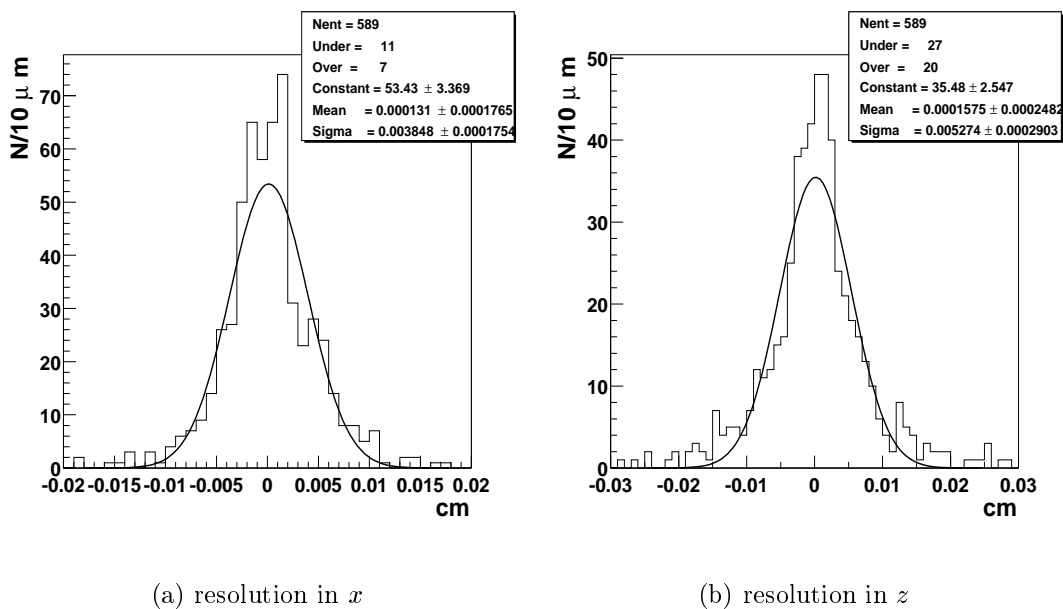 Nent = 589
Under = 11
Over = 7
Constant = 53.43 ± 3.369
Mean = 0.000131 ± 0.0001765
Sigma = 0.003848 ± 0.0001754
N/10 μ m
70
60
50
40
30
20
10
0
-0.02 -0.015 -0.01 -0.005 0 0.005 0.01 0.015 0.02
cm
(a) resolution in x
Nent = 589
Under = 27
Over = 20
Constant = 35.48 ± 2.547
Mean = 0.0001575 ± 0.0002482
Sigma = 0.005274 ± 0.0002903
N/10 μ m
50
40
30
20
10
0
-0.03 -0.02 -0.01 0 0.01 0.02 0.03
cm
(b) resolution in z